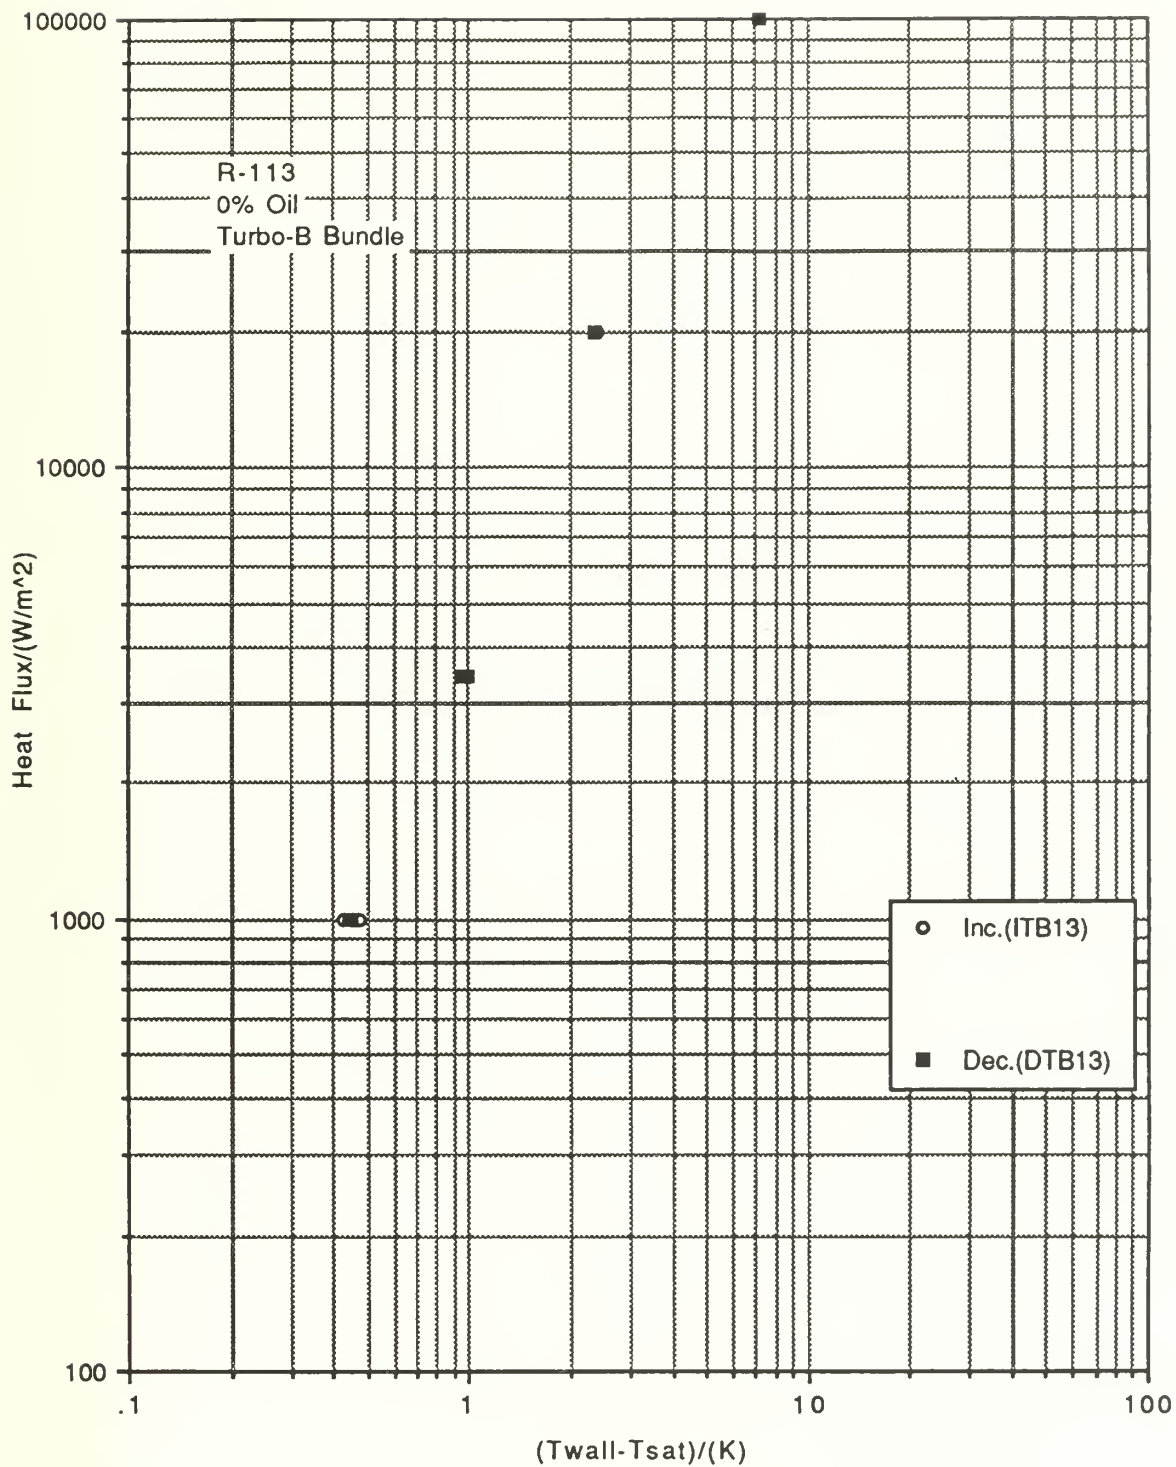 100000
R-113
0% Oil
Turbo-B Bundle
10000
Heat Flux/(W/m^2)
1000
Inc.(ITB13)
Dec.(DTB13)
100
.1
1
10
100
(Twall-Tsat)/(K)